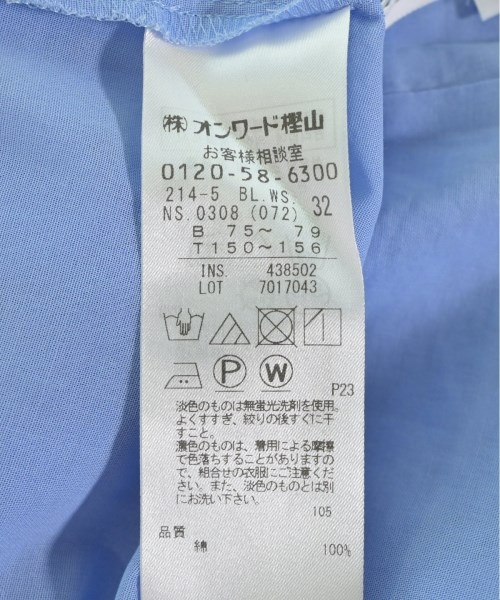 (株)オンワード樫山
お客様相談室
0120-58-6300
214-5 BL.WS.
NS.0308 (072) 32
B 75～ 79
T150～156
INS. 438502
LOT 7017043
P W
P23
淡色のものは無蛍光洗剤を使用。
よくすすぎ、絞りの後すぐに干
すこと。
濃色のものは、着用による摩擦
で色落ちすることがありますの
で、組合せの衣服にご注意くだ
さい。また、淡色のものとは別
にお洗い下さい。
105
品質
綿 100%